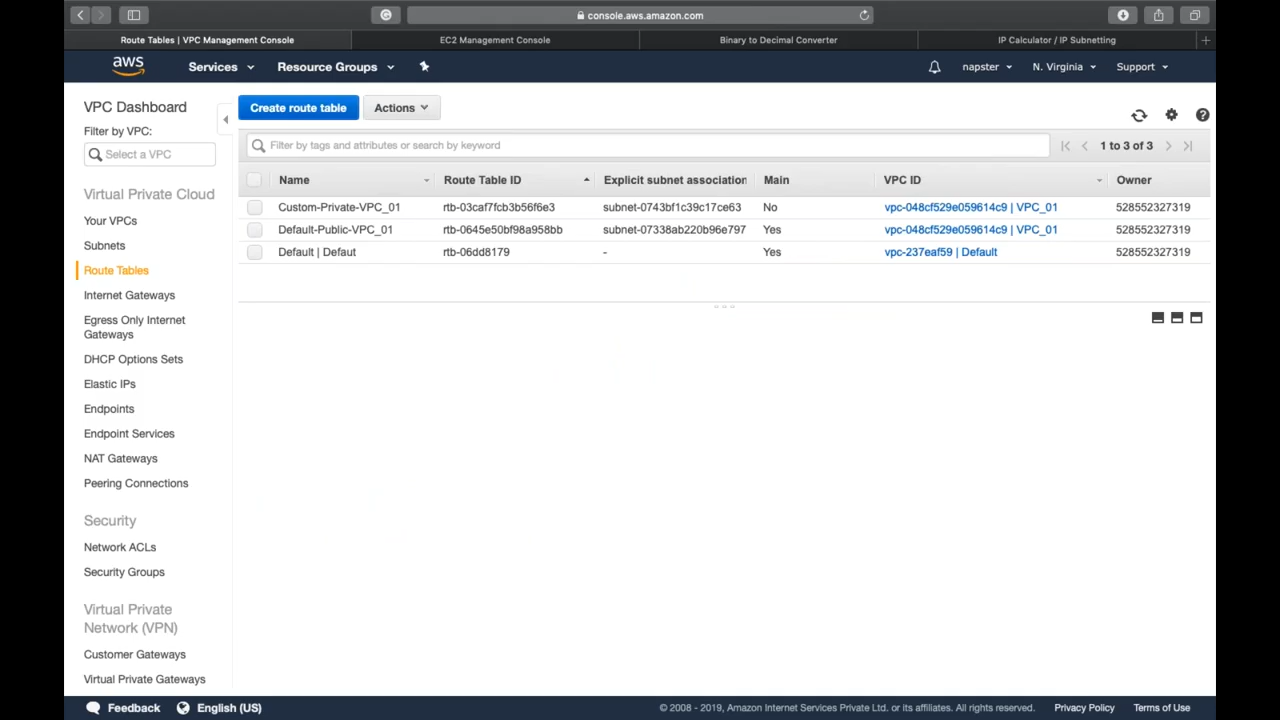 console.aws.amazon.com
Route Tables | VPC Management Console
EC2 Management Console
Binary to Decimal Converter
IP Calculator / IP Subnetting
aws
Services
Resource Groups
napster
N. Virginia
Support
VPC Dashboard
Filter by VPC:
Select a VPC
Virtual Private Cloud
Your VPCs
Subnets
Route Tables
Internet Gateways
Egress Only Internet
Gateways
DHCP Options Sets
Elastic IPs
Endpoints
Endpoint Services
NAT Gateways
Peering Connections
Security
Network ACLs
Security Groups
Virtual Private
Network (VPN)
Customer Gateways
Virtual Private Gateways
Create route table
Actions
Filter by tags and attributes or search by keyword
1 to 3 of 3
Name Route Table ID Explicit subnet association Main VPC ID Owner
Custom-Private-VPC_01 rtb-03caf7fcb3b56f6e3 subnet-0743bf1c39c17ce63 No vpc-048cf529e059614c9 | VPC_01 528552327319
Default-Public-VPC_01 rtb-0645e50bf98a958bb subnet-07338ab220b96e797 Yes vpc-048cf529e059614c9 | VPC_01 528552327319
Default | Defaut rtb-06dd8179 - Yes vpc-237eaf59 | Default 528552327319
Feedback
English (US)
© 2008 - 2019, Amazon Internet Services Private Ltd. or its affiliates. All rights reserved.
Privacy Policy
Terms of Use